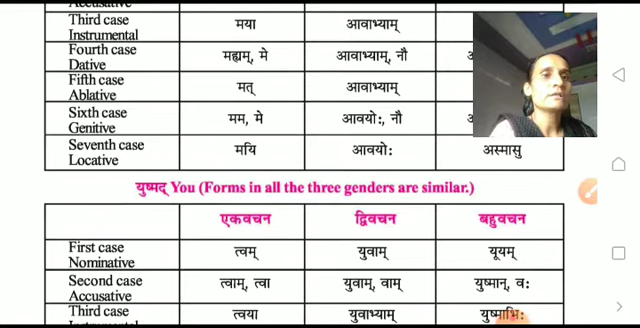 Accusative
Third case
Instrumental मया आवाभ्याम्
Fourth case
Dative मह्यम्, मे आवाभ्याम्, नौ
Fifth case
Ablative मत् आवाभ्याम्
Sixth case
Genitive मम, मे आवयो:, नौ
Seventh case
Locative मयि आवयो: अस्मासु
युष्मद् You (Forms in all the three genders are similar.)
एकवचन द्विवचन बहुवचन
First case
Nominative त्वम् युवाम् यूयम्
Second case
Accusative त्वाम्, त्वा युवाम्, वाम् युष्मान्, व:
Third case त्वया युवाभ्याम् युष्माभि: